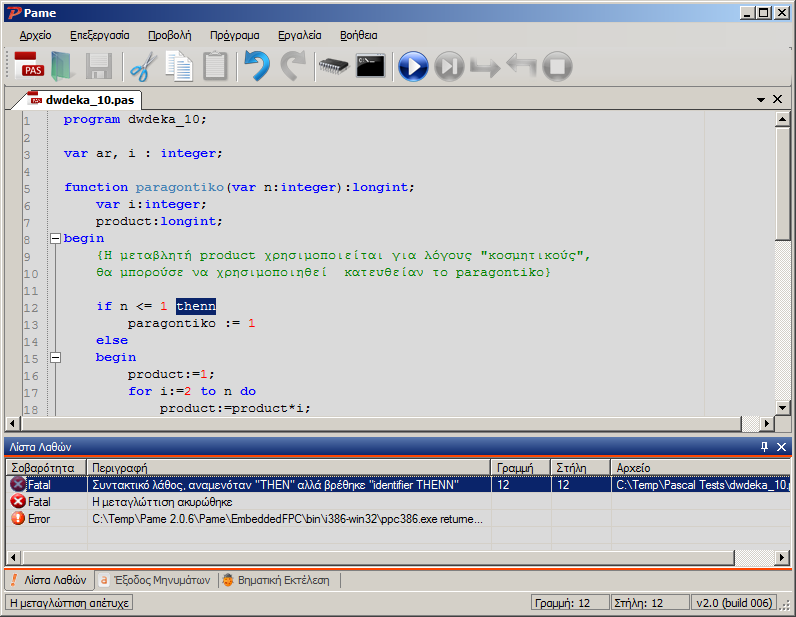 Pame
Αρχείο Επεξεργασία Προβολή Πρόγραμμα Εργαλεία Βοήθεια
PAS C:\_
dwdeka_10.pas
1 program dwdeka_10;
2
3 var ar, i : integer;
4
5 function paragontiko(var n:integer):longint;
6 var i:integer;
7 product:longint;
8 begin
9 {Η μεταβλητή product χρησιμοποιείται για λόγους "κοσμητικούς",
10 θα μπορούσε να χρησιμοποιηθεί κατευθείαν το paragontiko}
11
12 if n <= 1 thenn
13 paragontiko := 1
14 else
15 begin
16 product:=1;
17 for i:=2 to n do
18 product:=product*i;
Λίστα Λαθών
Σοβαρότητα Περιγραφή Γραμμή Στήλη Αρχείο
Fatal Συντακτικό λάθος, αναμενόταν "THEN" αλλά βρέθηκε "identifier THENN" 12 12 C:\Temp\Pascal Tests\dwdeka_10.p
Fatal Η μεταγλώττιση ακυρώθηκε
Error C:\Temp\Pame 2.0.6\Pame\EmbeddedFPC\bin\i386-win32\ppc386.exe returne...
Λίστα Λαθών Έξοδος Μηνυμάτων Βηματική Εκτέλεση
Η μεταγλώττιση απέτυχε Γραμμή: 12 Στήλη: 12 v2.0 (build 006)